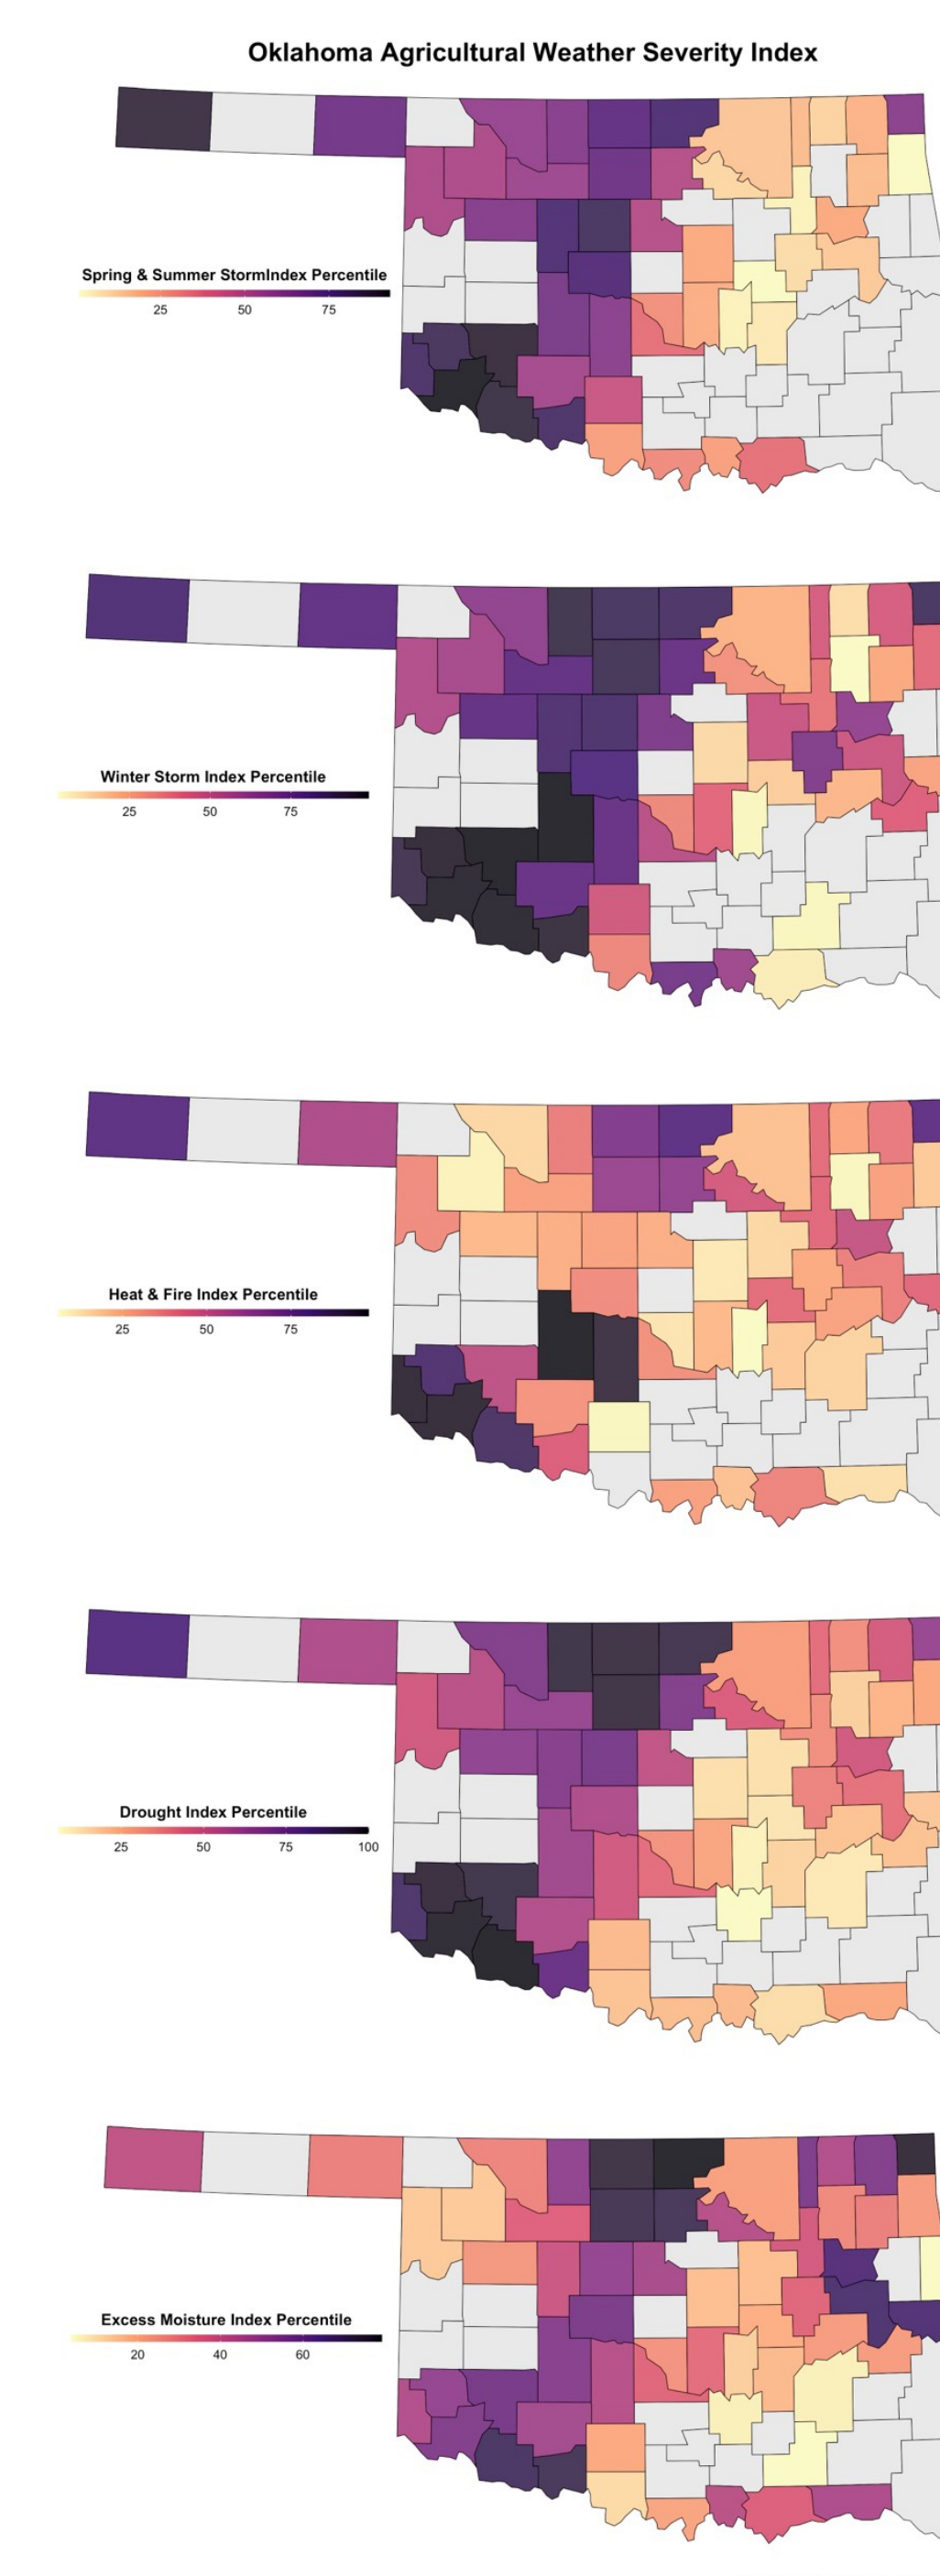 Oklahoma Agricultural Weather Severity Index
Spring & Summer StormIndex Percentile
25 50 75
Winter Storm Index Percentile
25 50 75
Heat & Fire Index Percentile
25 50 75
Drought Index Percentile
25 50 75 100
Excess Moisture Index Percentile
20 40 60